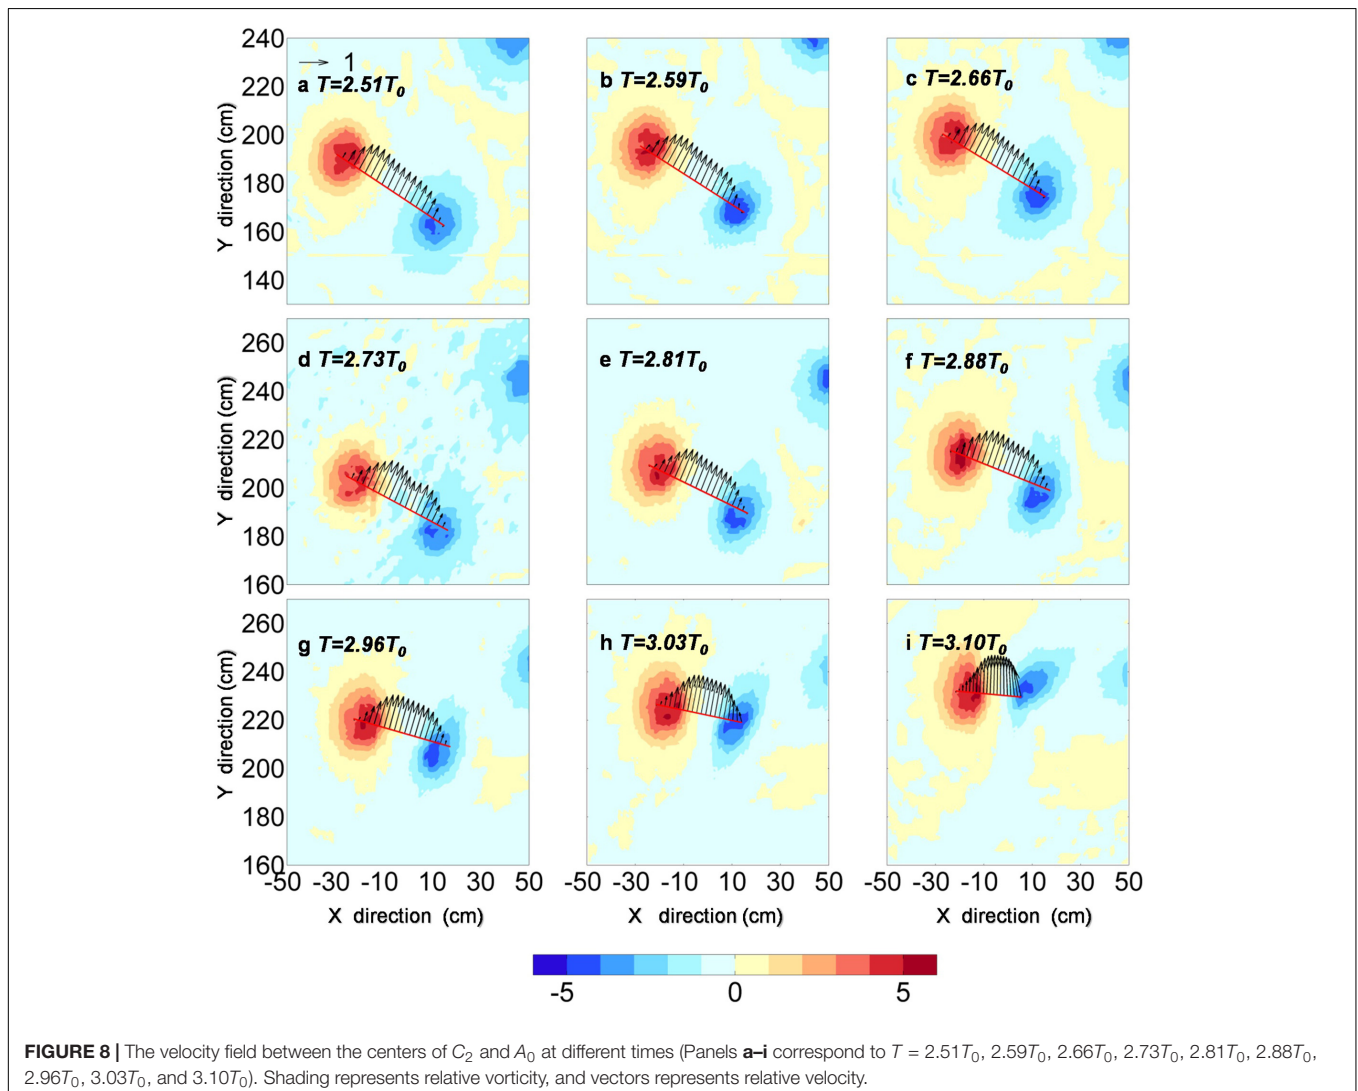 240
220
200
180
160
140
Y direction (cm)
1
a T=2.51T0
b T=2.59T0
c T=2.66T0
260
240
220
200
180
160
Y direction (cm)
d T=2.73T0
e T=2.81T0
f T=2.88T0
260
240
220
200
180
160
Y direction (cm)
g T=2.96T0
h T=3.03T0
i T=3.10T0
-50 -30 -10 10 30 50
-50 -30 -10 10 30 50
-50 -30 -10 10 30 50
X direction (cm)
X direction (cm)
X direction (cm)
-5 0 5
FIGURE 8 | The velocity field between the centers of C2 and A0 at different times (Panels a–i correspond to T = 2.51T0, 2.59T0, 2.66T0, 2.73T0, 2.81T0, 2.88T0,
2.96T0, 3.03T0, and 3.10T0). Shading represents relative vorticity, and vectors represents relative velocity.